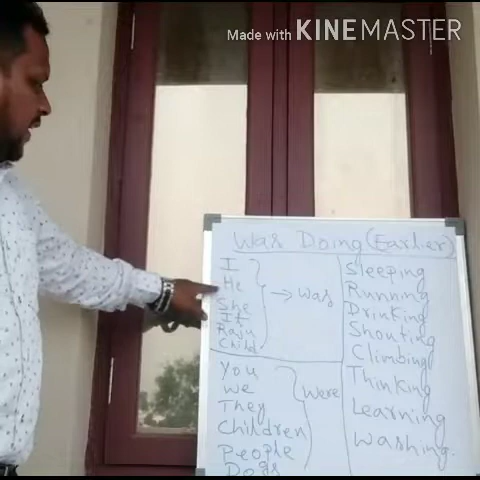 Made with KINEMASTER
Was Doing (Earlier)
I
He
She
It
Raju
Child
→ was
You
We
They
Children
People
Dogs
Were
Sleeping
Running
Drinking
Shouting
Climbing
Thinking
Learning
Washing.